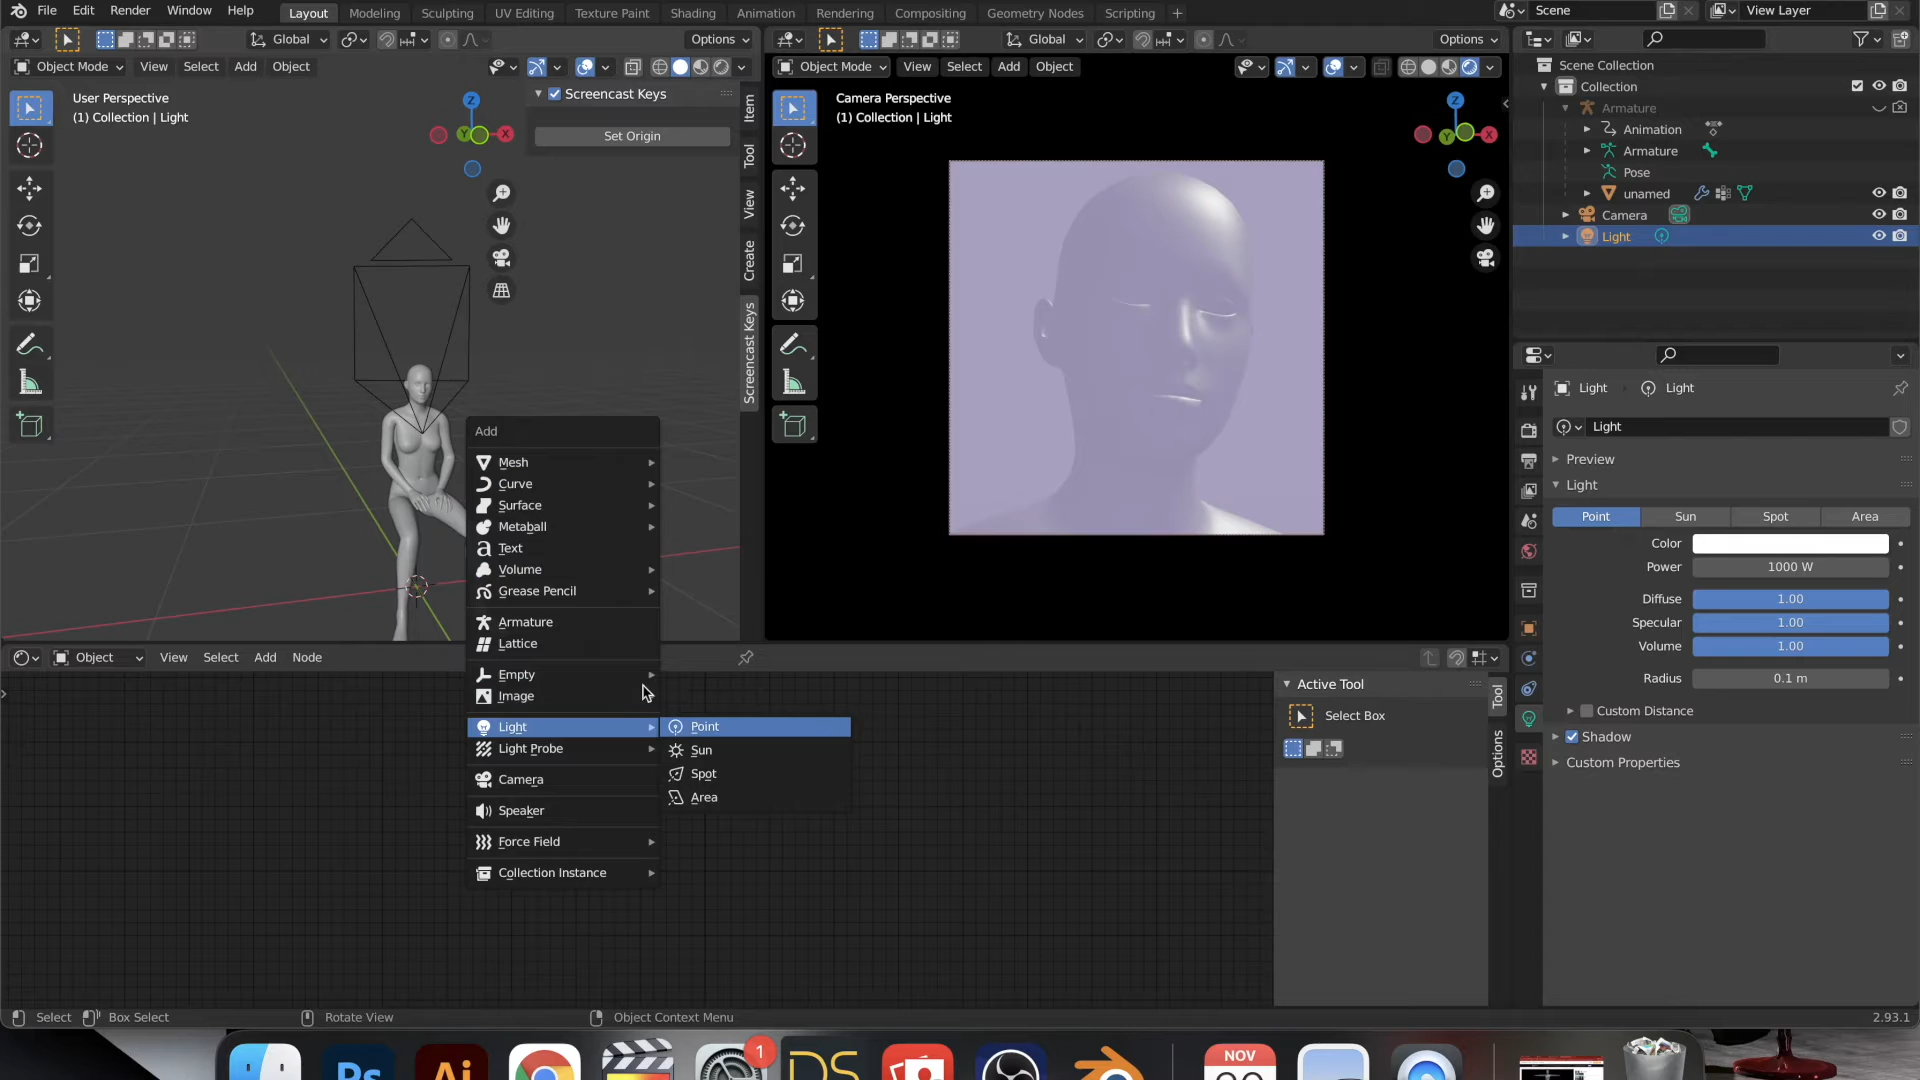 File Edit Render Window Help Layout Modeling Sculpting UV Editing Texture Paint Shading Animation Rendering Compositing Geometry Nodes Scripting + Scene View Layer
Global Options Global Options
Object Mode View Select Add Object Object Mode View Select Add Object
User Perspective
(1) Collection | Light
Z
Y
X
Screencast Keys
Set Origin
Item
Tool
View
Create
Screencast Keys
Camera Perspective
(1) Collection | Light
Z
Y
X
Scene Collection
Collection
Armature
Animation
Armature
Pose
unamed
Camera
Light
Add
Mesh
Curve
Surface
Metaball
Text
Volume
Grease Pencil
Armature
Lattice
Empty
Image
Light
Light Probe
Camera
Speaker
Force Field
Collection Instance
Point
Sun
Spot
Area
Object View Select Add Node
Active Tool
Select Box
Tool
Options
Light Light
Light
Preview
Light
Point Sun Spot Area
Color
Power 1000 W
Diffuse 1.00
Specular 1.00
Volume 1.00
Radius 0.1 m
Custom Distance
Shadow
Custom Properties
Select Box Select Rotate View Object Context Menu 2.93.1
Ps Ai 1 DS NOV